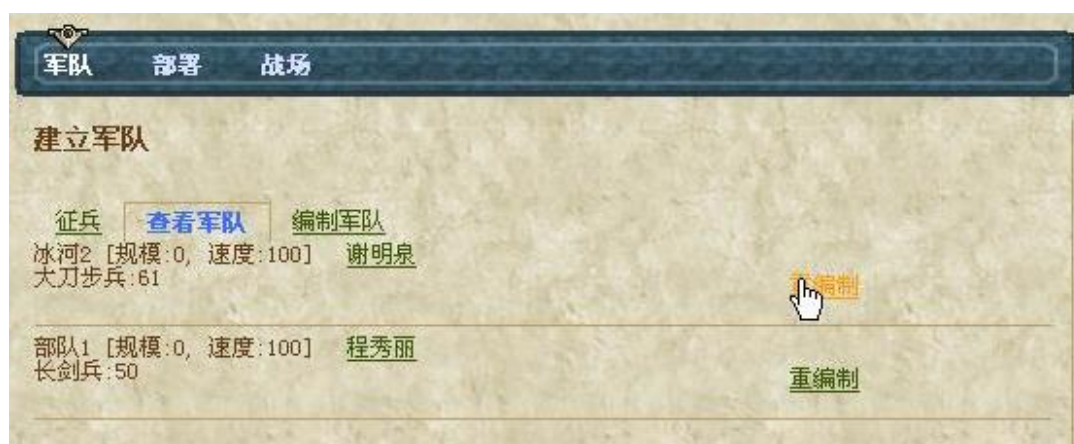 军队 部署 战场
建立军队
征兵 查看军队 编制军队
冰河2 [规模:0, 速度:100] 谢明泉
大刀步兵:61
编制
部队1 [规模:0, 速度:100] 程秀丽
长剑兵:50
重编制